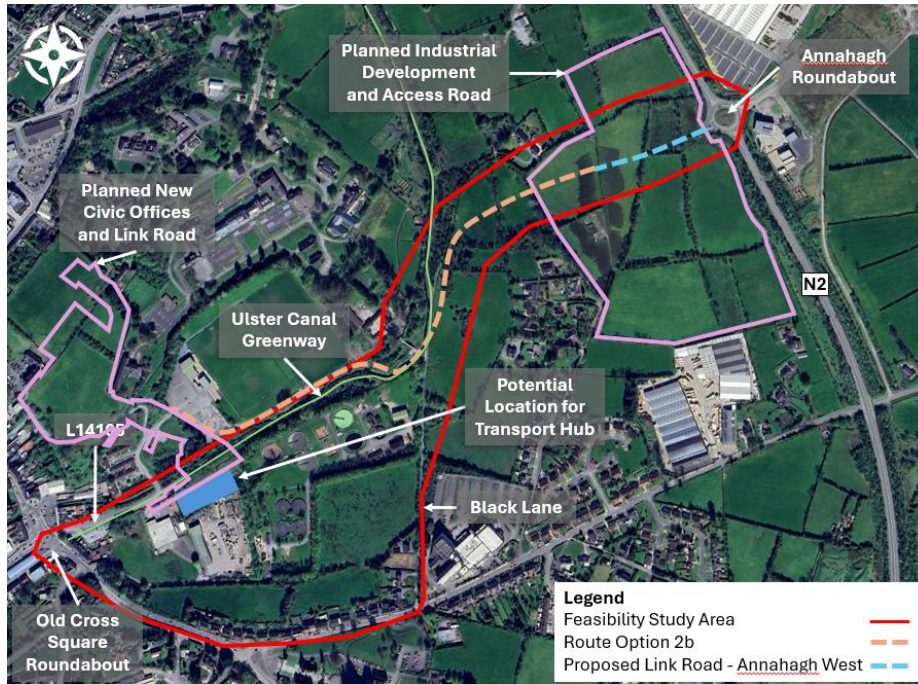 Planned Industrial
Development
and Access Road
Annahagh
Roundabout
Planned New
Civic Offices
and Link Road
N2
Ulster Canal
Greenway
Potential
Location for
Transport Hub
L14105
Black Lane
Old Cross
Square
Roundabout
Legend
Feasibility Study Area
Route Option 2b
Proposed Link Road - Annahagh West